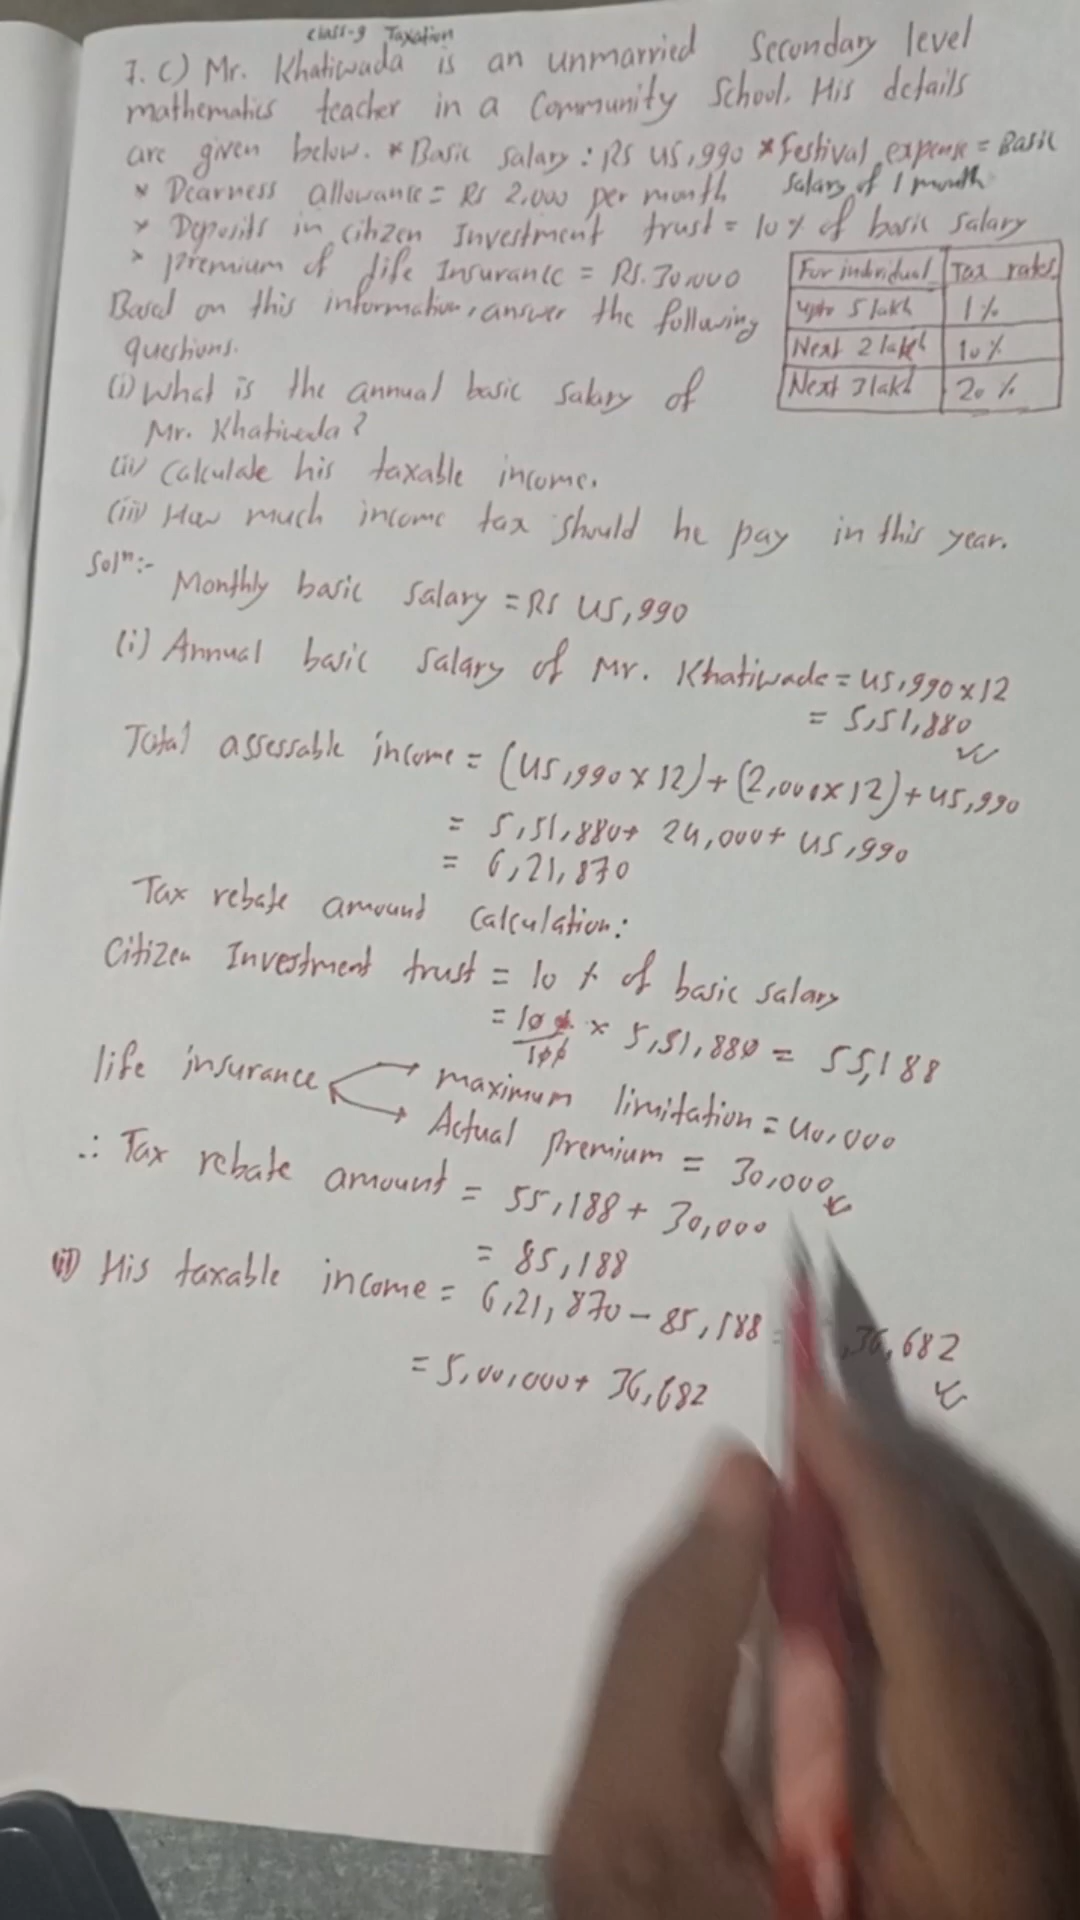 class-9 Taxation
7. c) Mr. Khatiwada is an unmarried Secondary level
mathematics teacher in a Community School. His details
are given below. * Basic salary : Rs 45,990 * Festival expense = Basic
salary of 1 month
* Dearness allowance = Rs 2,000 per month
* Deposits in citizen Investment trust = 10 % of basic salary
* Premium of life Insurance = Rs. 30,000
For individual Tax rates
upto 5 lakh 1 %
Next 2 lakh 10 %
Next 3 lakh 20 %
Based on this information, answer the following
questions.
(i) What is the annual basic salary of
Mr. Khatiwada ?
(ii) Calculate his taxable income.
(iii) How much income tax should he pay in this year.
Solⁿ:-
Monthly basic salary = Rs 45,990
(i) Annual basic salary of Mr. Khatiwada = 45,990 x 12
= 5,51,880
Total assessable income = (45,990 x 12) + (2,000 x 12) + 45,990
= 5,51,880 + 24,000 + 45,990
= 6,21,870
Tax rebate amount calculation:
Citizen Investment trust = 10 % of basic salary
= 10/100 × 5,51,880 = 55,188
life insurance → maximum limitation = 40,000
→ Actual premium = 30,000
∴ Tax rebate amount = 55,188 + 30,000
= 85,188
(ii) His taxable income = 6,21,870 - 85,188 = ,36,682
= 5,00,000 + 36,682